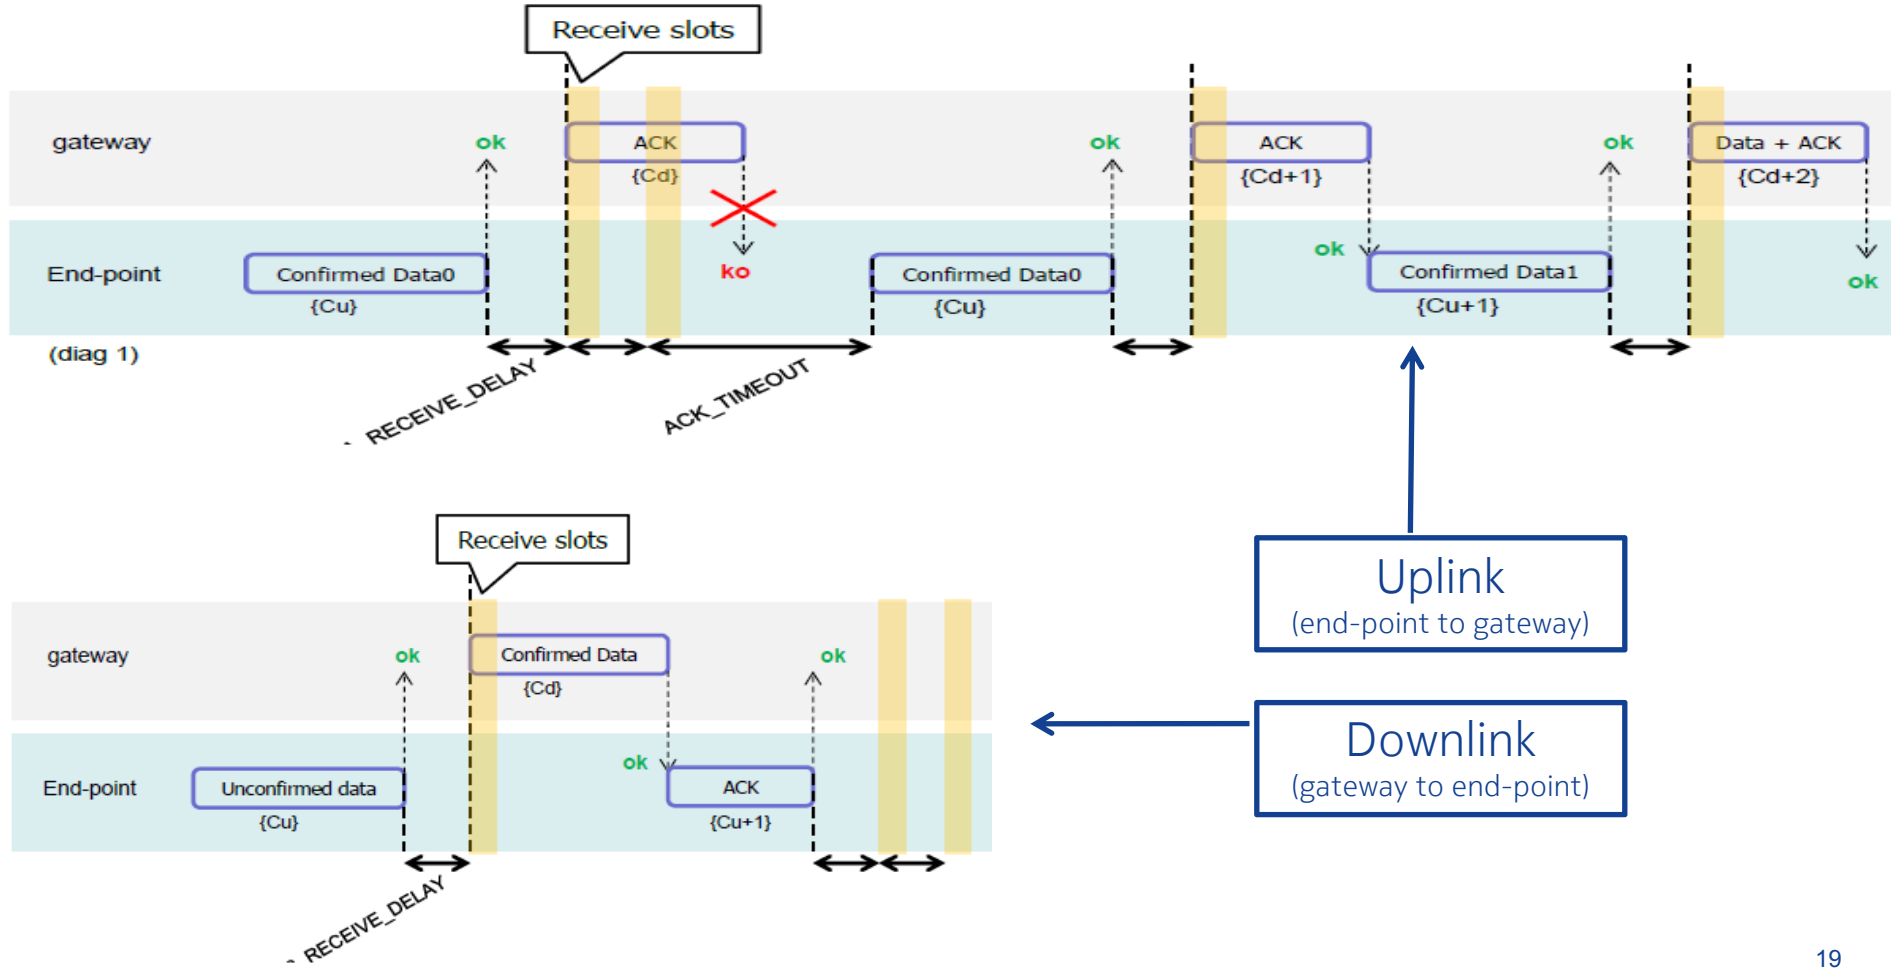 Receive slots
gateway
ok
ACK
{Cd}
ok
ACK
{Cd+1}
ok
Data + ACK
{Cd+2}
End-point
Confirmed Data0
{Cu}
ko
Confirmed Data0
{Cu}
ok
Confirmed Data1
{Cu+1}
ok
(diag 1)
RECEIVE_DELAY
ACK_TIMEOUT
Receive slots
gateway
ok
Confirmed Data
{Cd}
ok
End-point
Unconfirmed data
{Cu}
ok
ACK
{Cu+1}
RECEIVE_DELAY
Uplink
(end-point to gateway)
Downlink
(gateway to end-point)
19